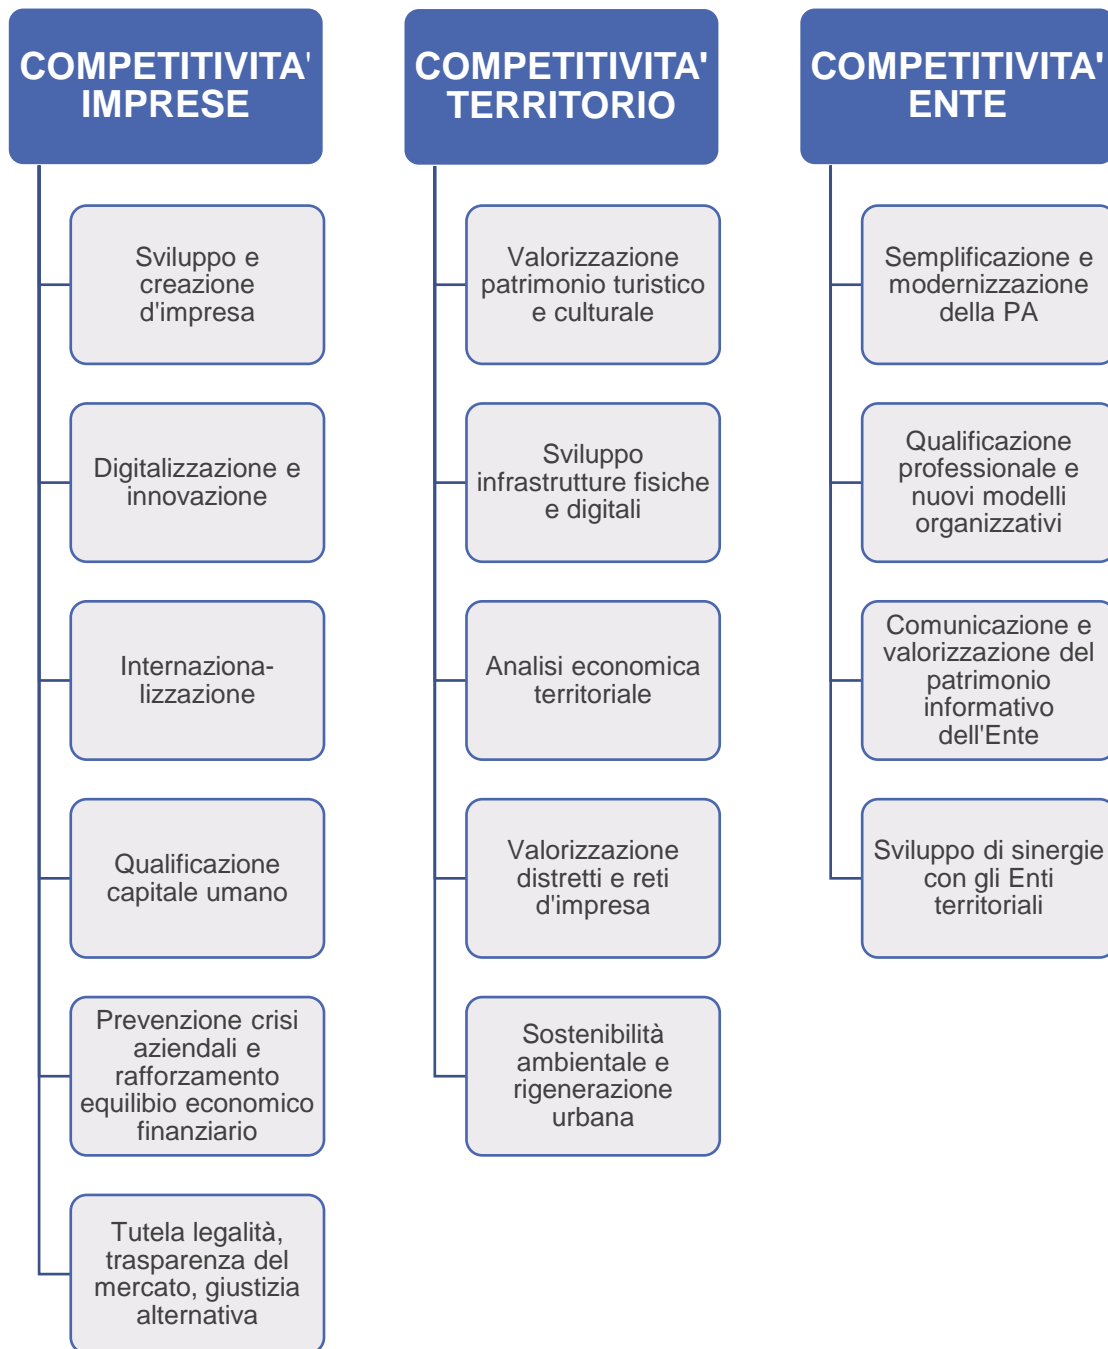 COMPETITIVITA'
IMPRESE
Sviluppo e
creazione
d'impresa
Digitalizzazione e
innovazione
Internaziona-
lizzazione
Qualificazione
capitale umano
Prevenzione crisi
aziendali e
rafforzamento
equilibio economico
finanziario
Tutela legalità,
trasparenza del
mercato, giustizia
alternativa
COMPETITIVITA'
TERRITORIO
Valorizzazione
patrimonio turistico
e culturale
Sviluppo
infrastrutture fisiche
e digitali
Analisi economica
territoriale
Valorizzazione
distretti e reti
d'impresa
Sostenibilità
ambientale e
rigenerazione
urbana
COMPETITIVITA'
ENTE
Semplificazione e
modernizzazione
della PA
Qualificazione
professionale e
nuovi modelli
organizzativi
Comunicazione e
valorizzazione del
patrimonio
informativo
dell'Ente
Sviluppo di sinergie
con gli Enti
territoriali